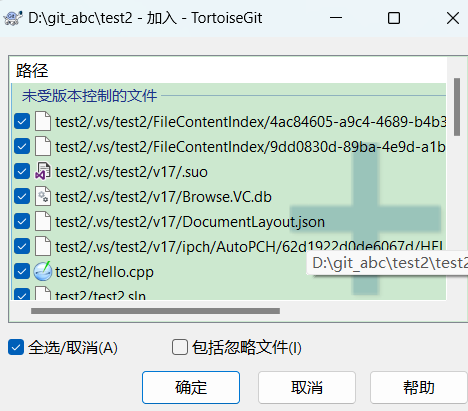 D:\git_abc\test2 - 加入 - TortoiseGit
路径
未受版本控制的文件
test2/.vs/test2/FileContentIndex/4ac84605-a9c4-4689-b4b3
test2/.vs/test2/FileContentIndex/9dd0830d-89ba-4e9d-a1b
test2/.vs/test2/v17/.suo
test2/.vs/test2/v17/Browse.VC.db
test2/.vs/test2/v17/DocumentLayout.json
test2/.vs/test2/v17/ipch/AutoPCH/62d1922d0de6067d/HEL
D:\git_abc\test2\test2
test2/hello.cpp
test2/test2.sln
全选/取消(A)
包括忽略文件(I)
确定
取消
帮助